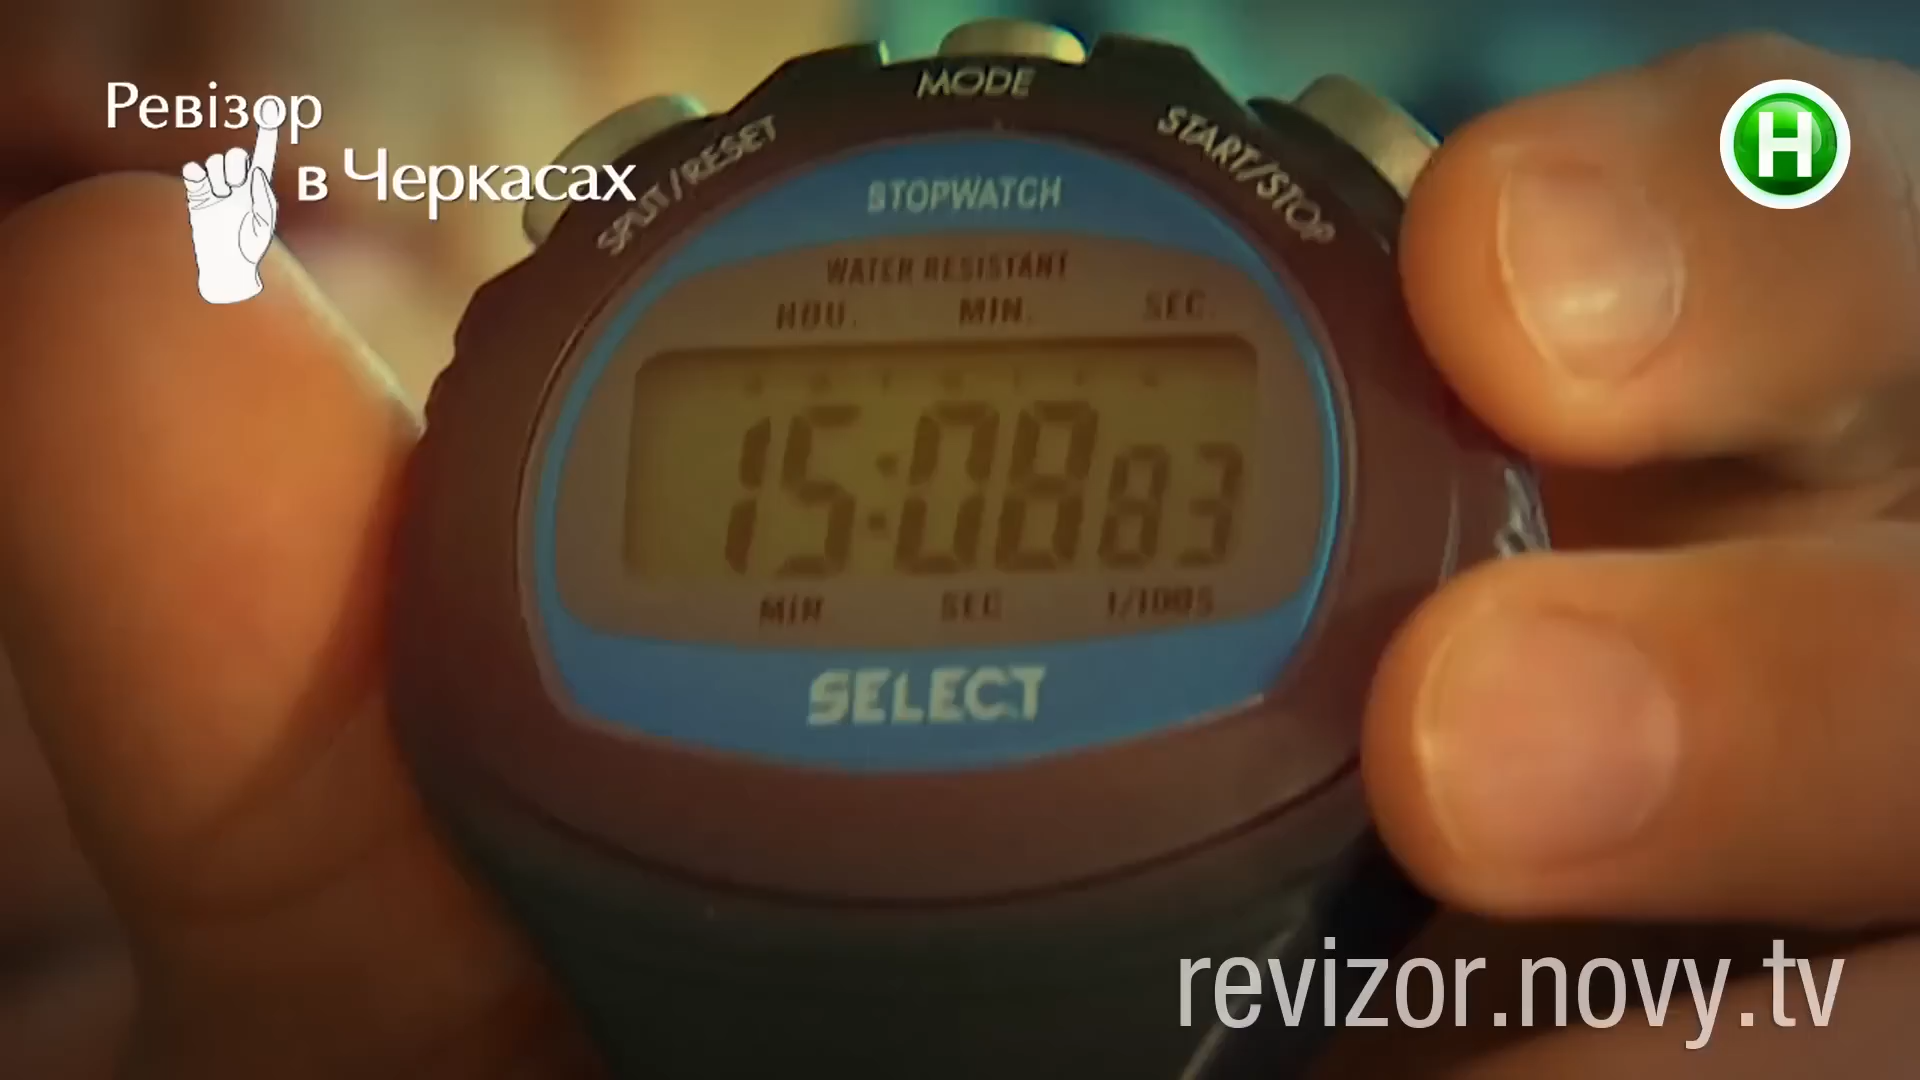 Ревізор
в Черкасах
H
MODE
SPLIT/RESET
START/STOP
STOPWATCH
WATER RESISTANT
HOU. MIN. SEC.
15:08 83
MIN SEC 1/100S
SELECT
revizor.novy.tv